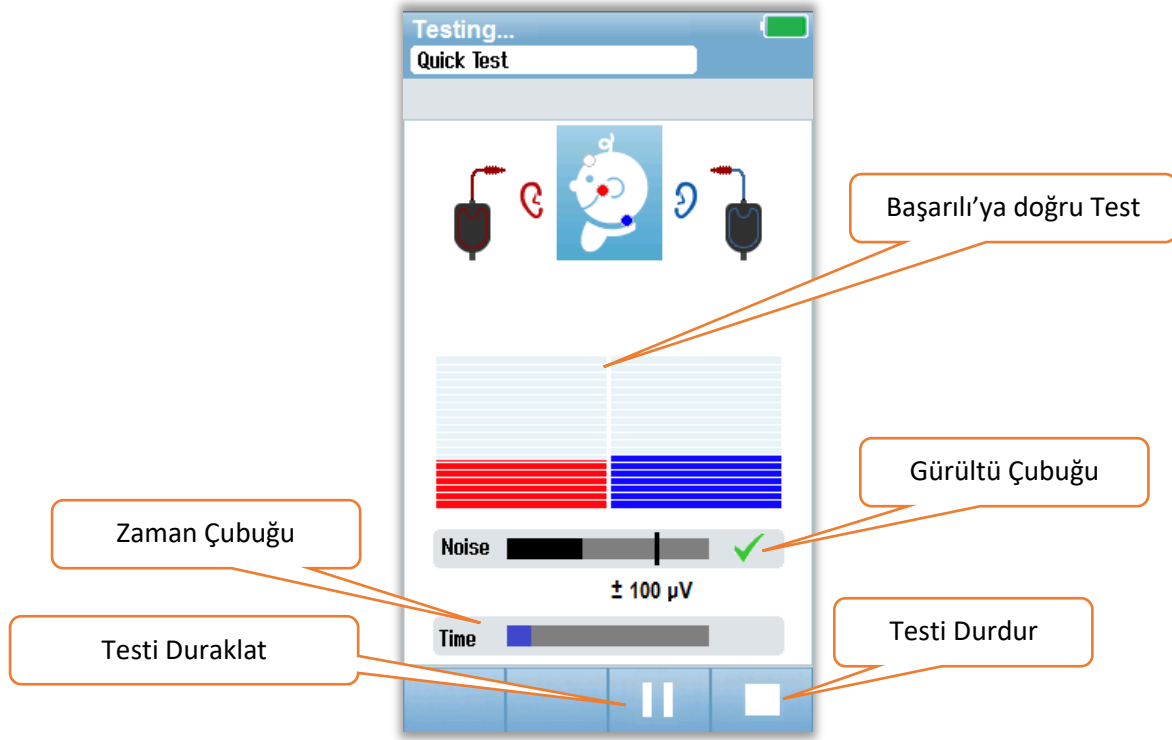 Testing...
Quick Test
Başarılı’ya doğru Test
Gürültü Çubuğu
Zaman Çubuğu
Noise
± 100 µV
Time
Testi Duraklat
Testi Durdur